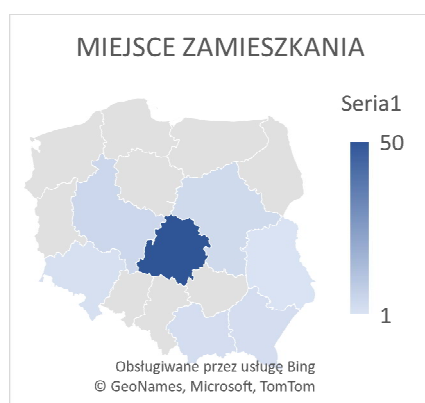 MIEJSCE ZAMIESZKANIA
Seria1
50
1
Obsługiwane przez usługę Bing
© GeoNames, Microsoft, TomTom